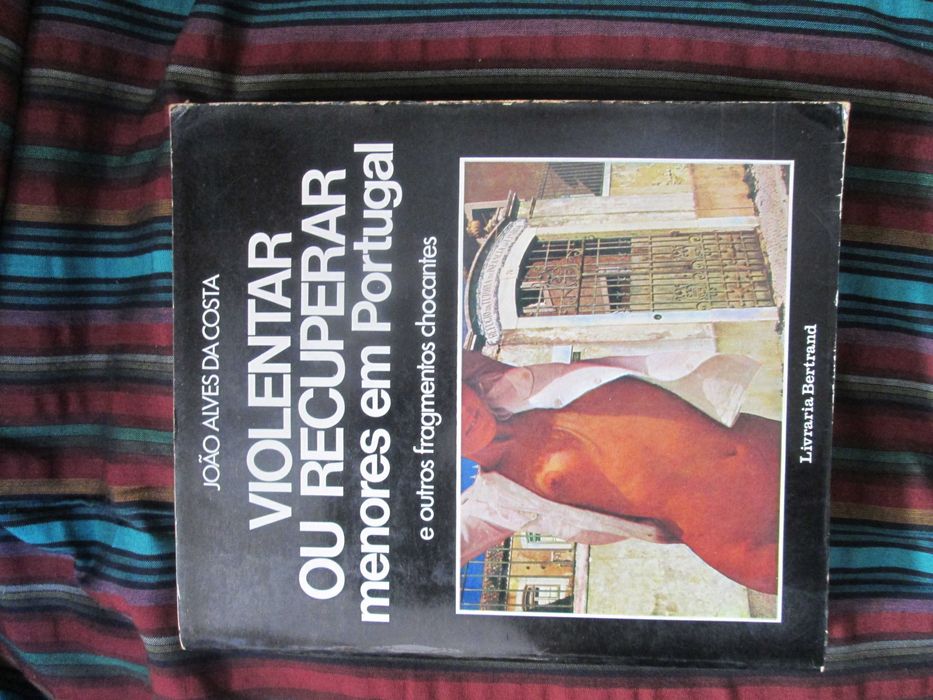 JOÃO ALVES DA COSTA
VIOLENTAR
OU RECUPERAR
menores em Portugal
e outros fragmentos chocantes
Livraria Bertrand